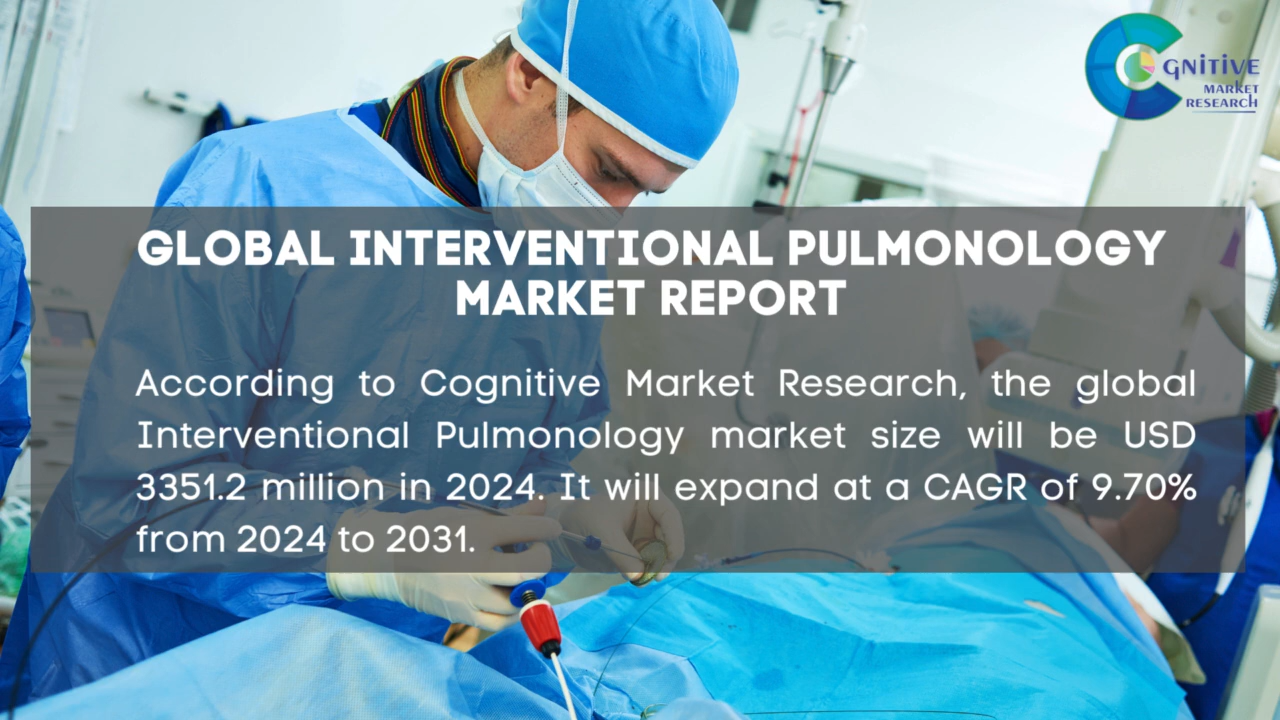 GNITIVE
MARKET
RESEARCH
GLOBAL INTERVENTIONAL PULMONOLOGY
MARKET REPORT
According to Cognitive Market Research, the global
Interventional Pulmonology market size will be USD
3351.2 million in 2024. It will expand at a CAGR of 9.70%
from 2024 to 2031.